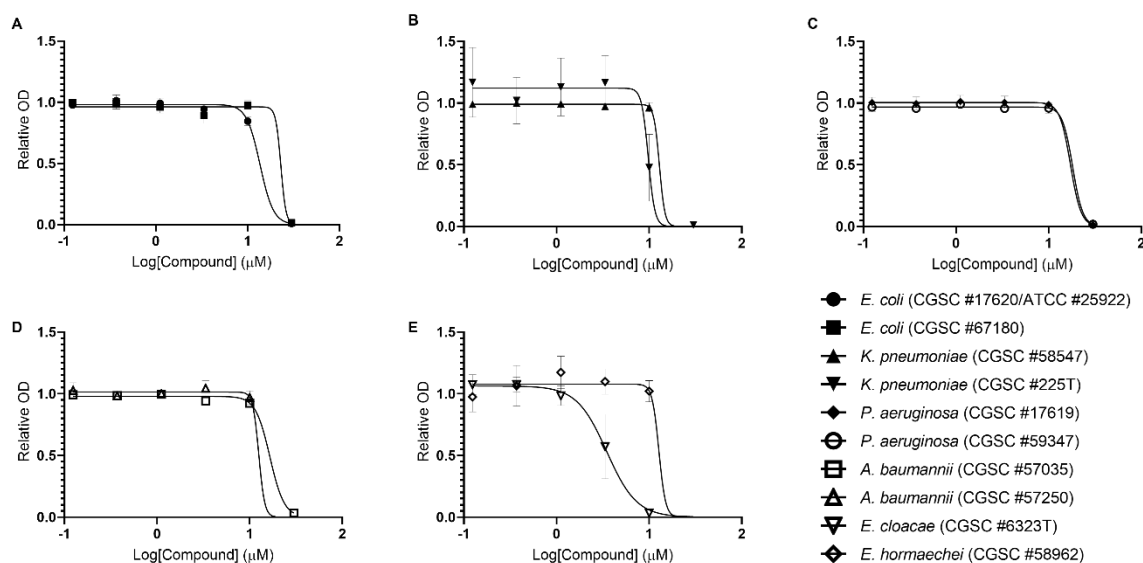 A
1.5
1.0
0.5
0.0
Relative OD
-1 0 1 2
Log[Compound] (μM)
B
1.5
1.0
0.5
0.0
Relative OD
-1 0 1 2
Log[Compound] (μM)
C
1.5
1.0
0.5
0.0
Relative OD
-1 0 1 2
Log[Compound] (μM)
D
1.5
1.0
0.5
0.0
Relative OD
-1 0 1 2
Log[Compound] (μM)
E
1.5
1.0
0.5
0.0
Relative OD
-1 0 1 2
Log[Compound] (μM)
E. coli (CGSC #17620/ATCC #25922)
E. coli (CGSC #67180)
K. pneumoniae (CGSC #58547)
K. pneumoniae (CGSC #225T)
P. aeruginosa (CGSC #17619)
P. aeruginosa (CGSC #59347)
A. baumannii (CGSC #57035)
A. baumannii (CGSC #57250)
E. cloacae (CGSC #6323T)
E. hormaechei (CGSC #58962)